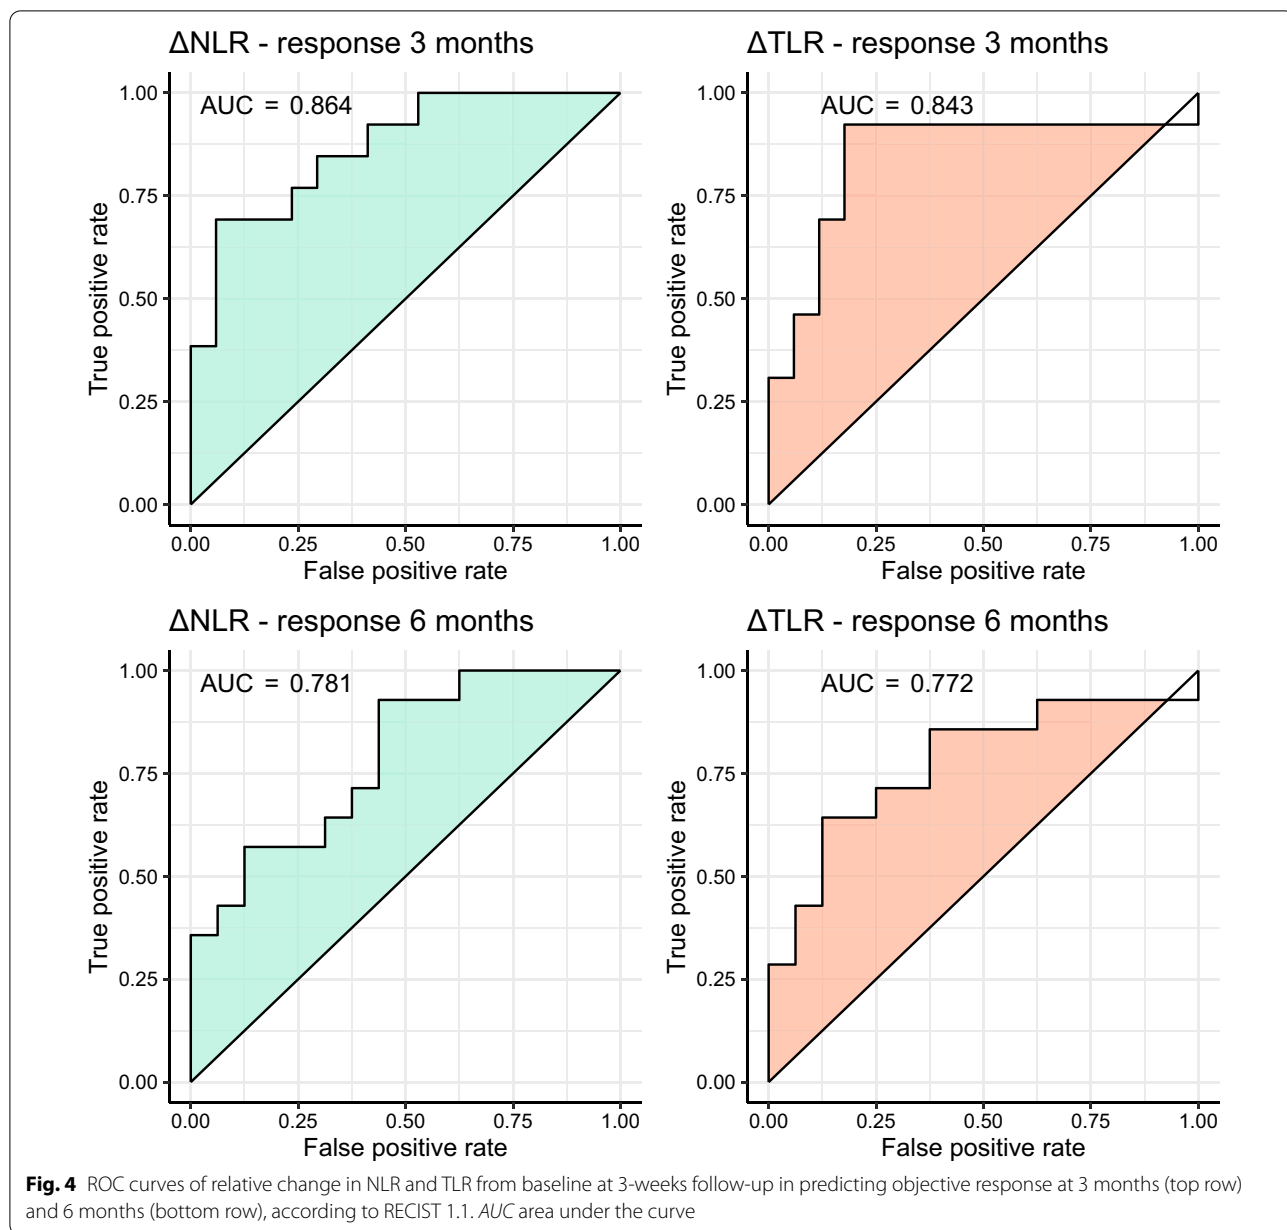 ΔNLR - response 3 months
AUC = 0.864
1.00
0.75
0.50
0.25
0.00
True positive rate
0.00 0.25 0.50 0.75 1.00
False positive rate
ΔTLR - response 3 months
AUC = 0.843
1.00
0.75
0.50
0.25
0.00
True positive rate
0.00 0.25 0.50 0.75 1.00
False positive rate
ΔNLR - response 6 months
AUC = 0.781
1.00
0.75
0.50
0.25
0.00
True positive rate
0.00 0.25 0.50 0.75 1.00
False positive rate
ΔTLR - response 6 months
AUC = 0.772
1.00
0.75
0.50
0.25
0.00
True positive rate
0.00 0.25 0.50 0.75 1.00
False positive rate
Fig. 4 ROC curves of relative change in NLR and TLR from baseline at 3-weeks follow-up in predicting objective response at 3 months (top row)
and 6 months (bottom row), according to RECIST 1.1. AUC area under the curve